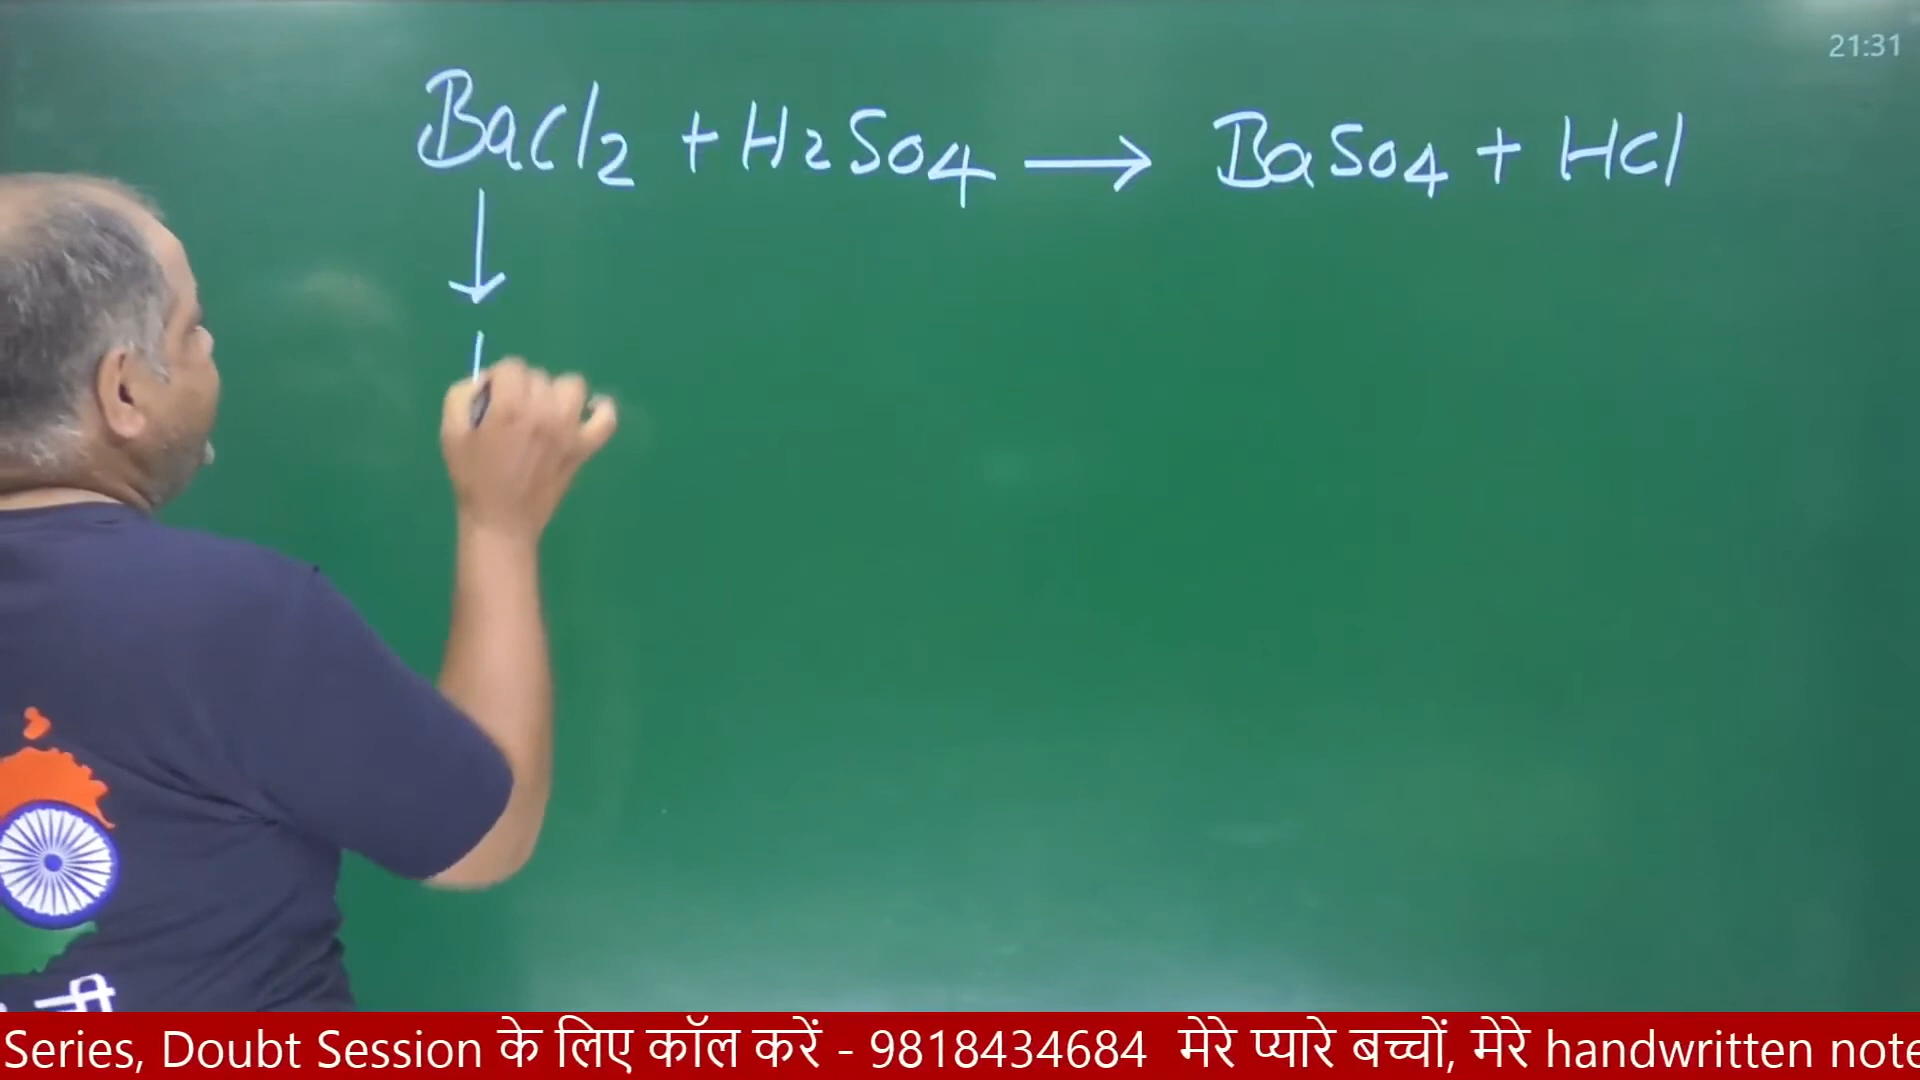 21:31
BaCl2 + H2SO4 → BaSO4 + HCl
Series, Doubt Session के लिए कॉल करें - 9818434684 मेरे प्यारे बच्चों, मेरे handwritten note